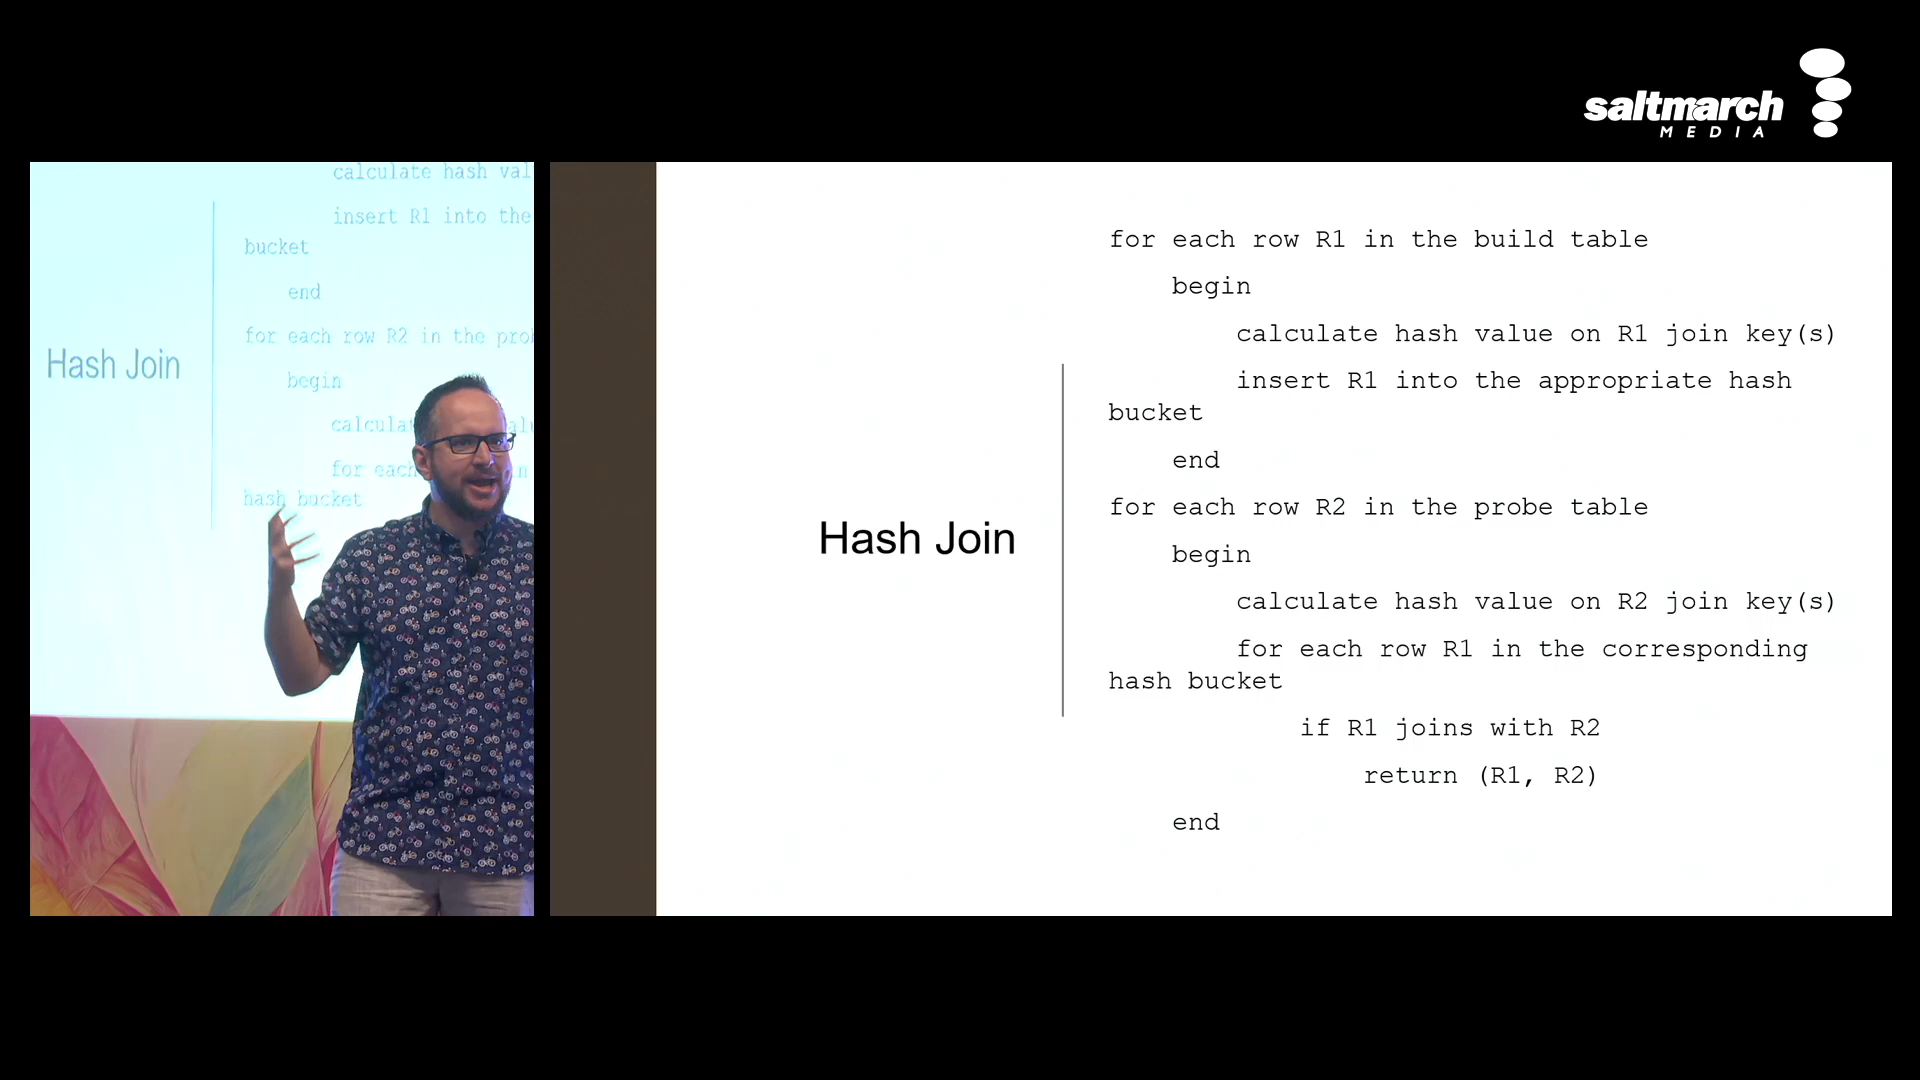 saltmarch
MEDIA
calculate hash val
insert R1 into the
bucket
end
for each row R2 in the
begin
for each
hash bucket
Hash Join
Hash Join
for each row R1 in the build table
begin
calculate hash value on R1 join key(s)
insert R1 into the appropriate hash
bucket
end
for each row R2 in the probe table
begin
calculate hash value on R2 join key(s)
for each row R1 in the corresponding
hash bucket
if R1 joins with R2
return (R1, R2)
end